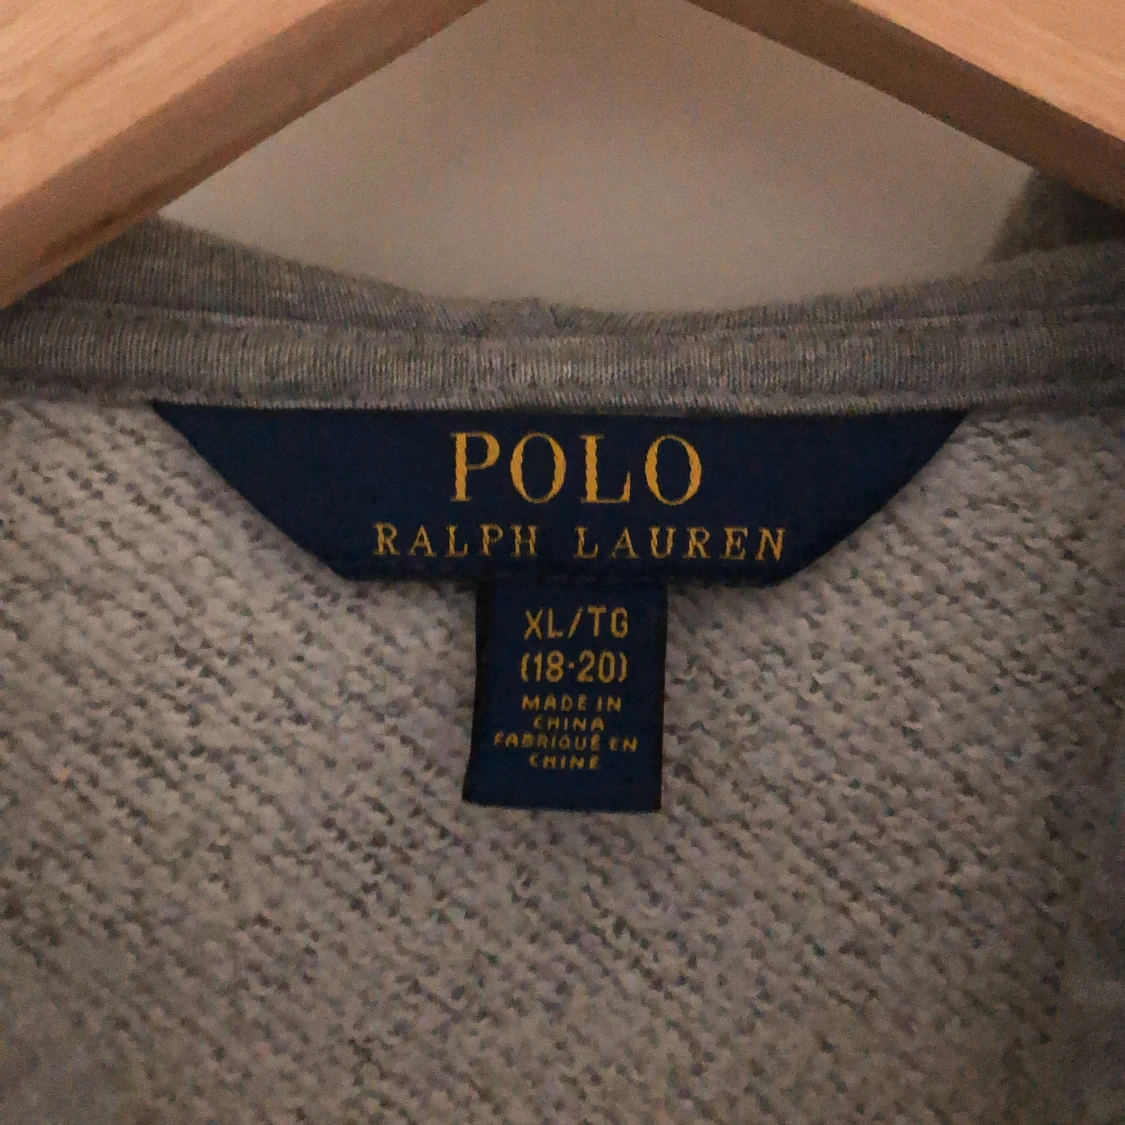 POLO
RALPH LAUREN
XL/TG
(18-20)
MADE IN
CHINA
FABRIQUÉ EN
CHINE